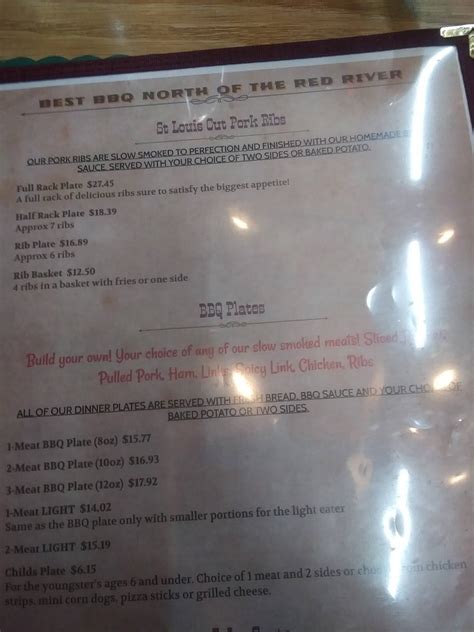 BEST BBQ NORTH OF THE RED RIVER
St Louis Cut Pork Ribs
OUR PORK RIBS ARE SLOW SMOKED TO PERFECTION AND FINISHED WITH OUR HOMEMADE
SAUCE. SERVED WITH YOUR CHOICE OF TWO SIDES OR BAKED POTATO.
Full Rack Plate $27.45
A full rack of delicious ribs sure to satisfy the biggest appetite!
Half Rack Plate $18.39
Approx 7 ribs
Rib Plate $16.89
Approx 6 ribs
Rib Basket $12.50
4 ribs in a basket with fries or one side
BBQ Plates
Build your own! Your choice of any of our slow smoked meats! Sliced
Pulled Pork, Ham, Links, Spicy Link, Chicken, Ribs
ALL OF OUR DINNER PLATES ARE SERVED WITH FRESH BREAD, BBQ SAUCE AND YOUR CHOICE OF
BAKED POTATO OR TWO SIDES.
1-Meat BBQ Plate (8oz) $15.77
2-Meat BBQ Plate (10oz) $16.93
3-Meat BBQ Plate (12oz) $17.92
1-Meat LIGHT $14.02
Same as the BBQ plate only with smaller portions for the light eater
2-Meat LIGHT $15.19
Childs Plate $6.15
For the youngster's ages 6 and under. Choice of 1 meat and 2 sides or chicken
strips, mini corn dogs, pizza sticks or grilled cheese.